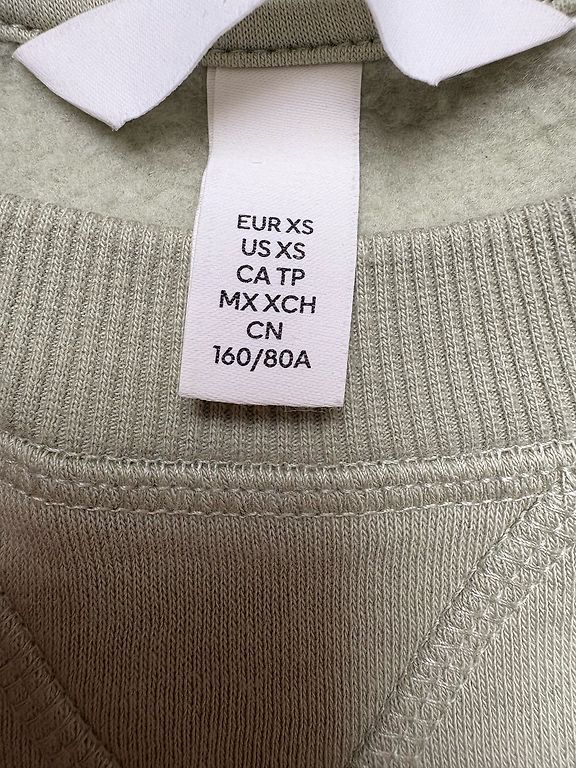 EUR XS
US XS
CA TP
MX XCH
CN
160/80A